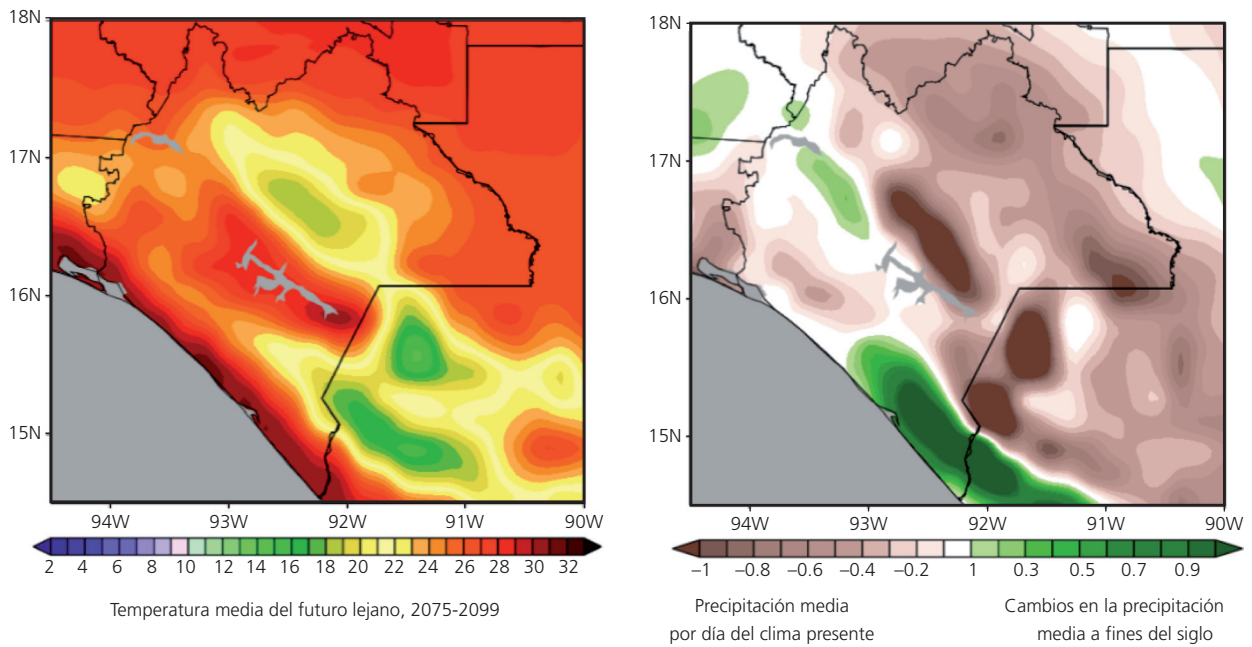 18N
17N
16N
15N
94W 93W 92W 91W 90W
2 4 6 8 10 12 14 16 18 20 22 24 26 28 30 32
Temperatura media del futuro lejano, 2075-2099
18N
17N
16N
15N
94W 93W 92W 91W 90W
−1 −0.8 −0.6 −0.4 −0.2 1 0.3 0.5 0.7 0.9
Precipitación media
por día del clima presente
Cambios en la precipitación
media a fines del siglo